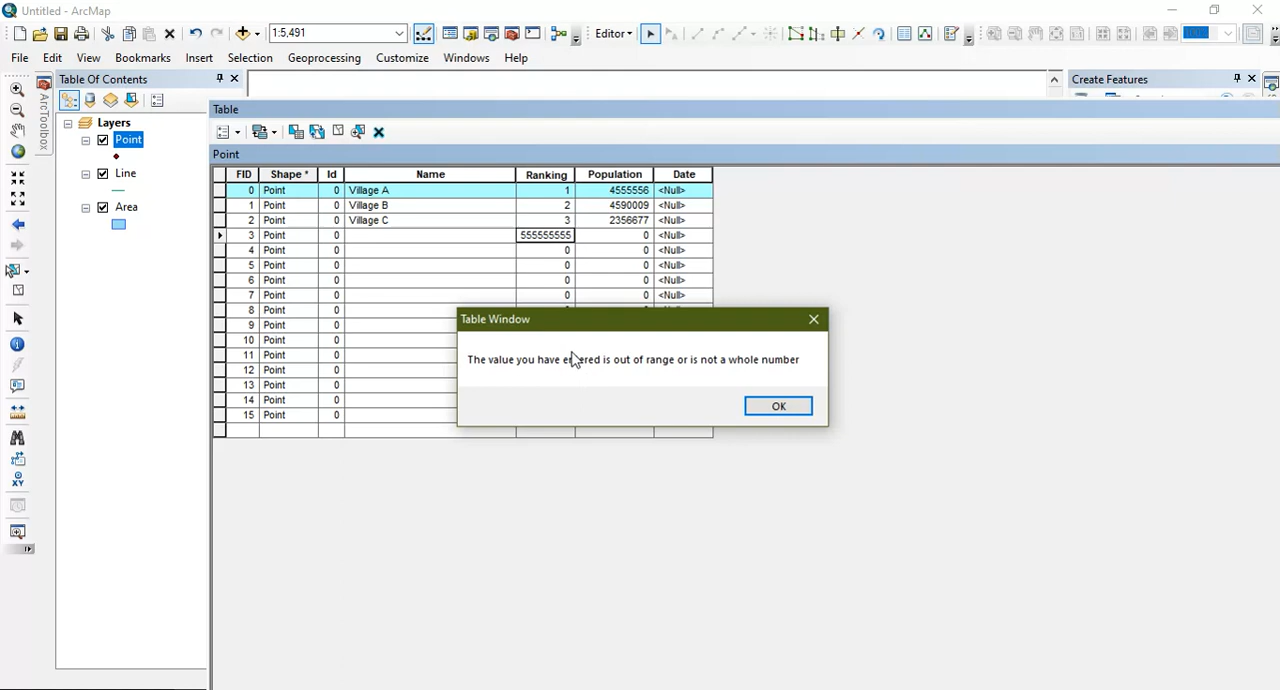 Untitled - ArcMap
1:5.491
Editor
File Edit View Bookmarks Insert Selection Geoprocessing Customize Windows Help
Table Of Contents
Create Features
ArcToolbox
Table
Layers
Point
Line
Area
Point
FID Shape * Id Name Ranking Population Date
0 Point 0 Village A 1 4555556 <Null>
1 Point 0 Village B 2 4590009 <Null>
2 Point 0 Village C 3 2356677 <Null>
3 Point 0 555555555 0 <Null>
4 Point 0 0 0 <Null>
5 Point 0 0 0 <Null>
6 Point 0 0 0 <Null>
7 Point 0 0 0 <Null>
8 Point 0
9 Point 0
10 Point 0
11 Point 0
12 Point 0
13 Point 0
14 Point 0
15 Point 0
Table Window
The value you have entered is out of range or is not a whole number
OK
XY